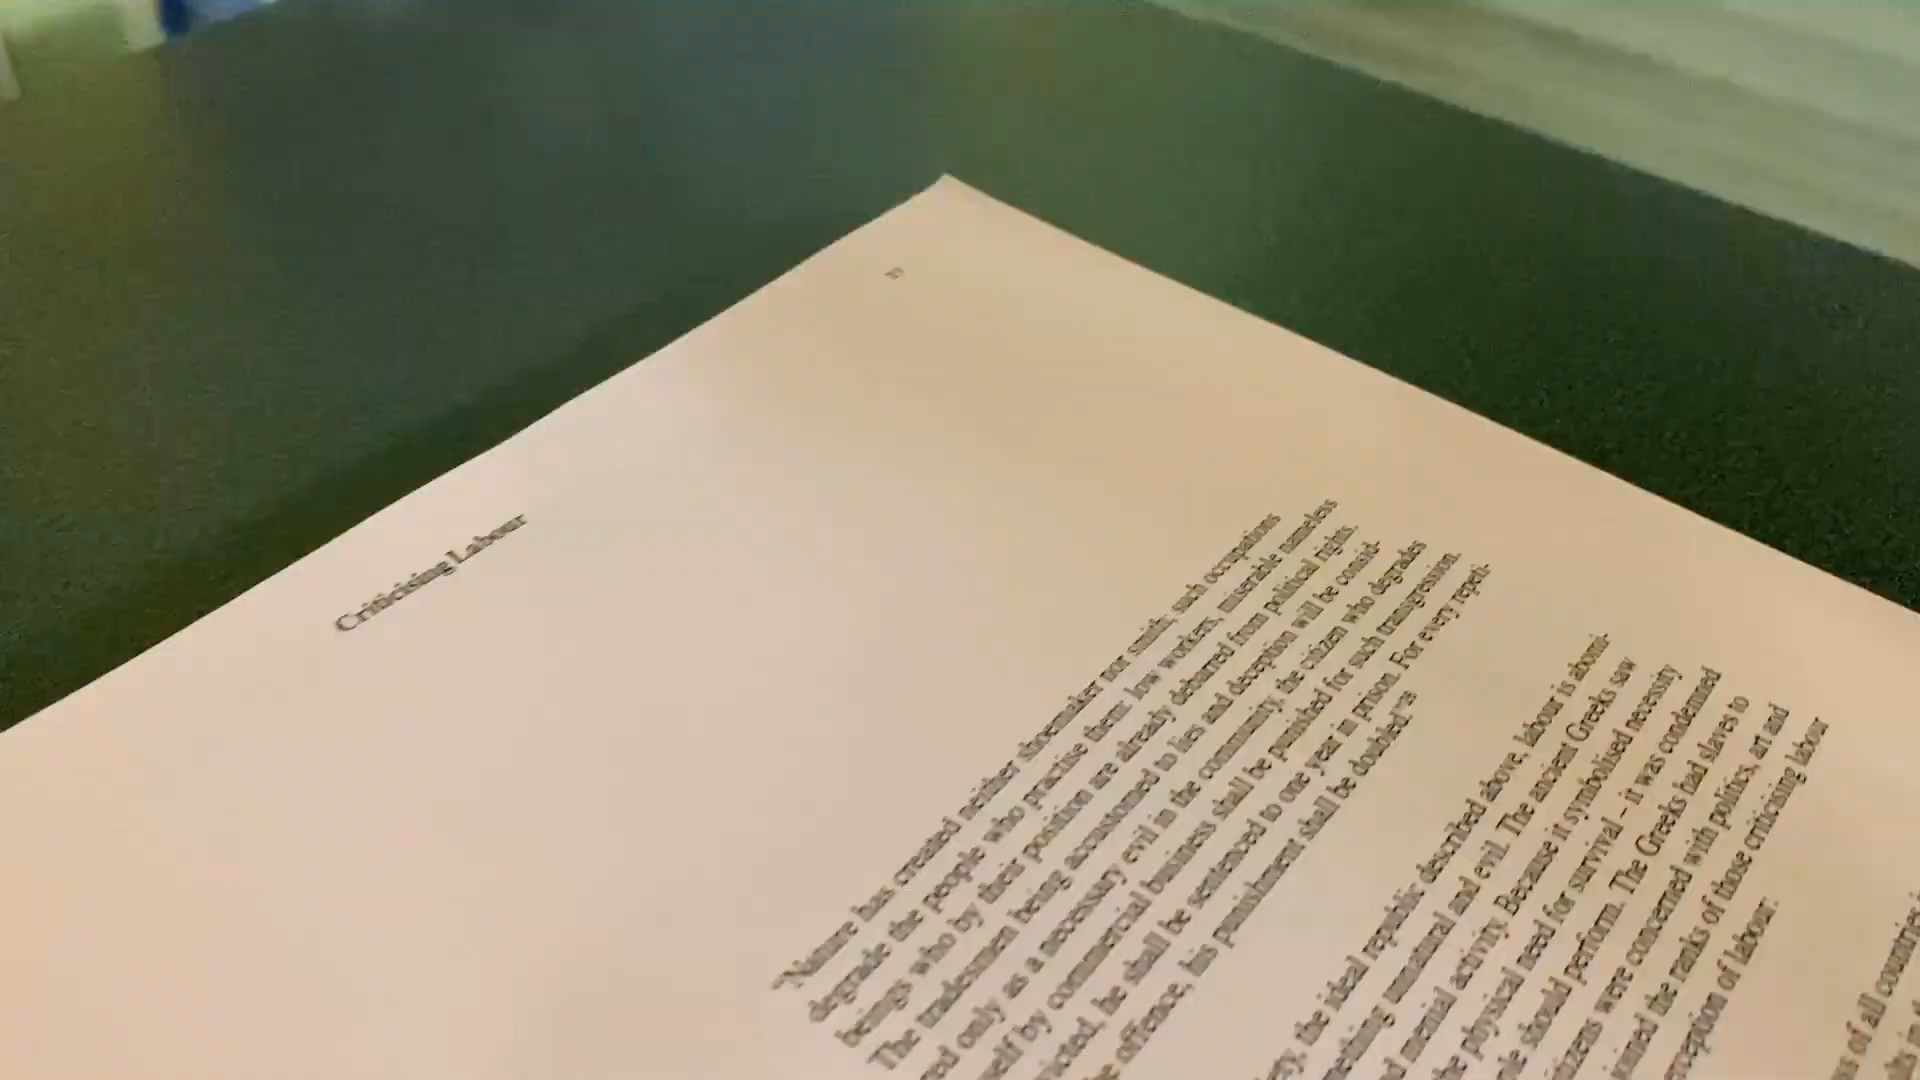 Criticising Labour
"Nature has created neither shoemaker nor smith; such occupations
degrade the people who practise them: low workers, miserable nameless
beings who by their position are already debarred from political rights.
The tradesmen being accustomed to lies and deception will be consid-
red only as a necessary evil in the community. the citizen who degrades
self by commercial business shall be punished for such transgression.
victed, he shall be sentenced to one year in prison. For every repeti-
offence, his punishment shall be doubled."
the ideal republic described above, labour is abomi-
mething unnatural and evil. The ancient Greeks saw
menial activity. Because it symbolised necessity
physical need for survival – it was condemned
should perform. The Greeks had slaves to
tizens were concerned with politics, art and
joined the ranks of those criticising labour
erception of labour:
of all countries